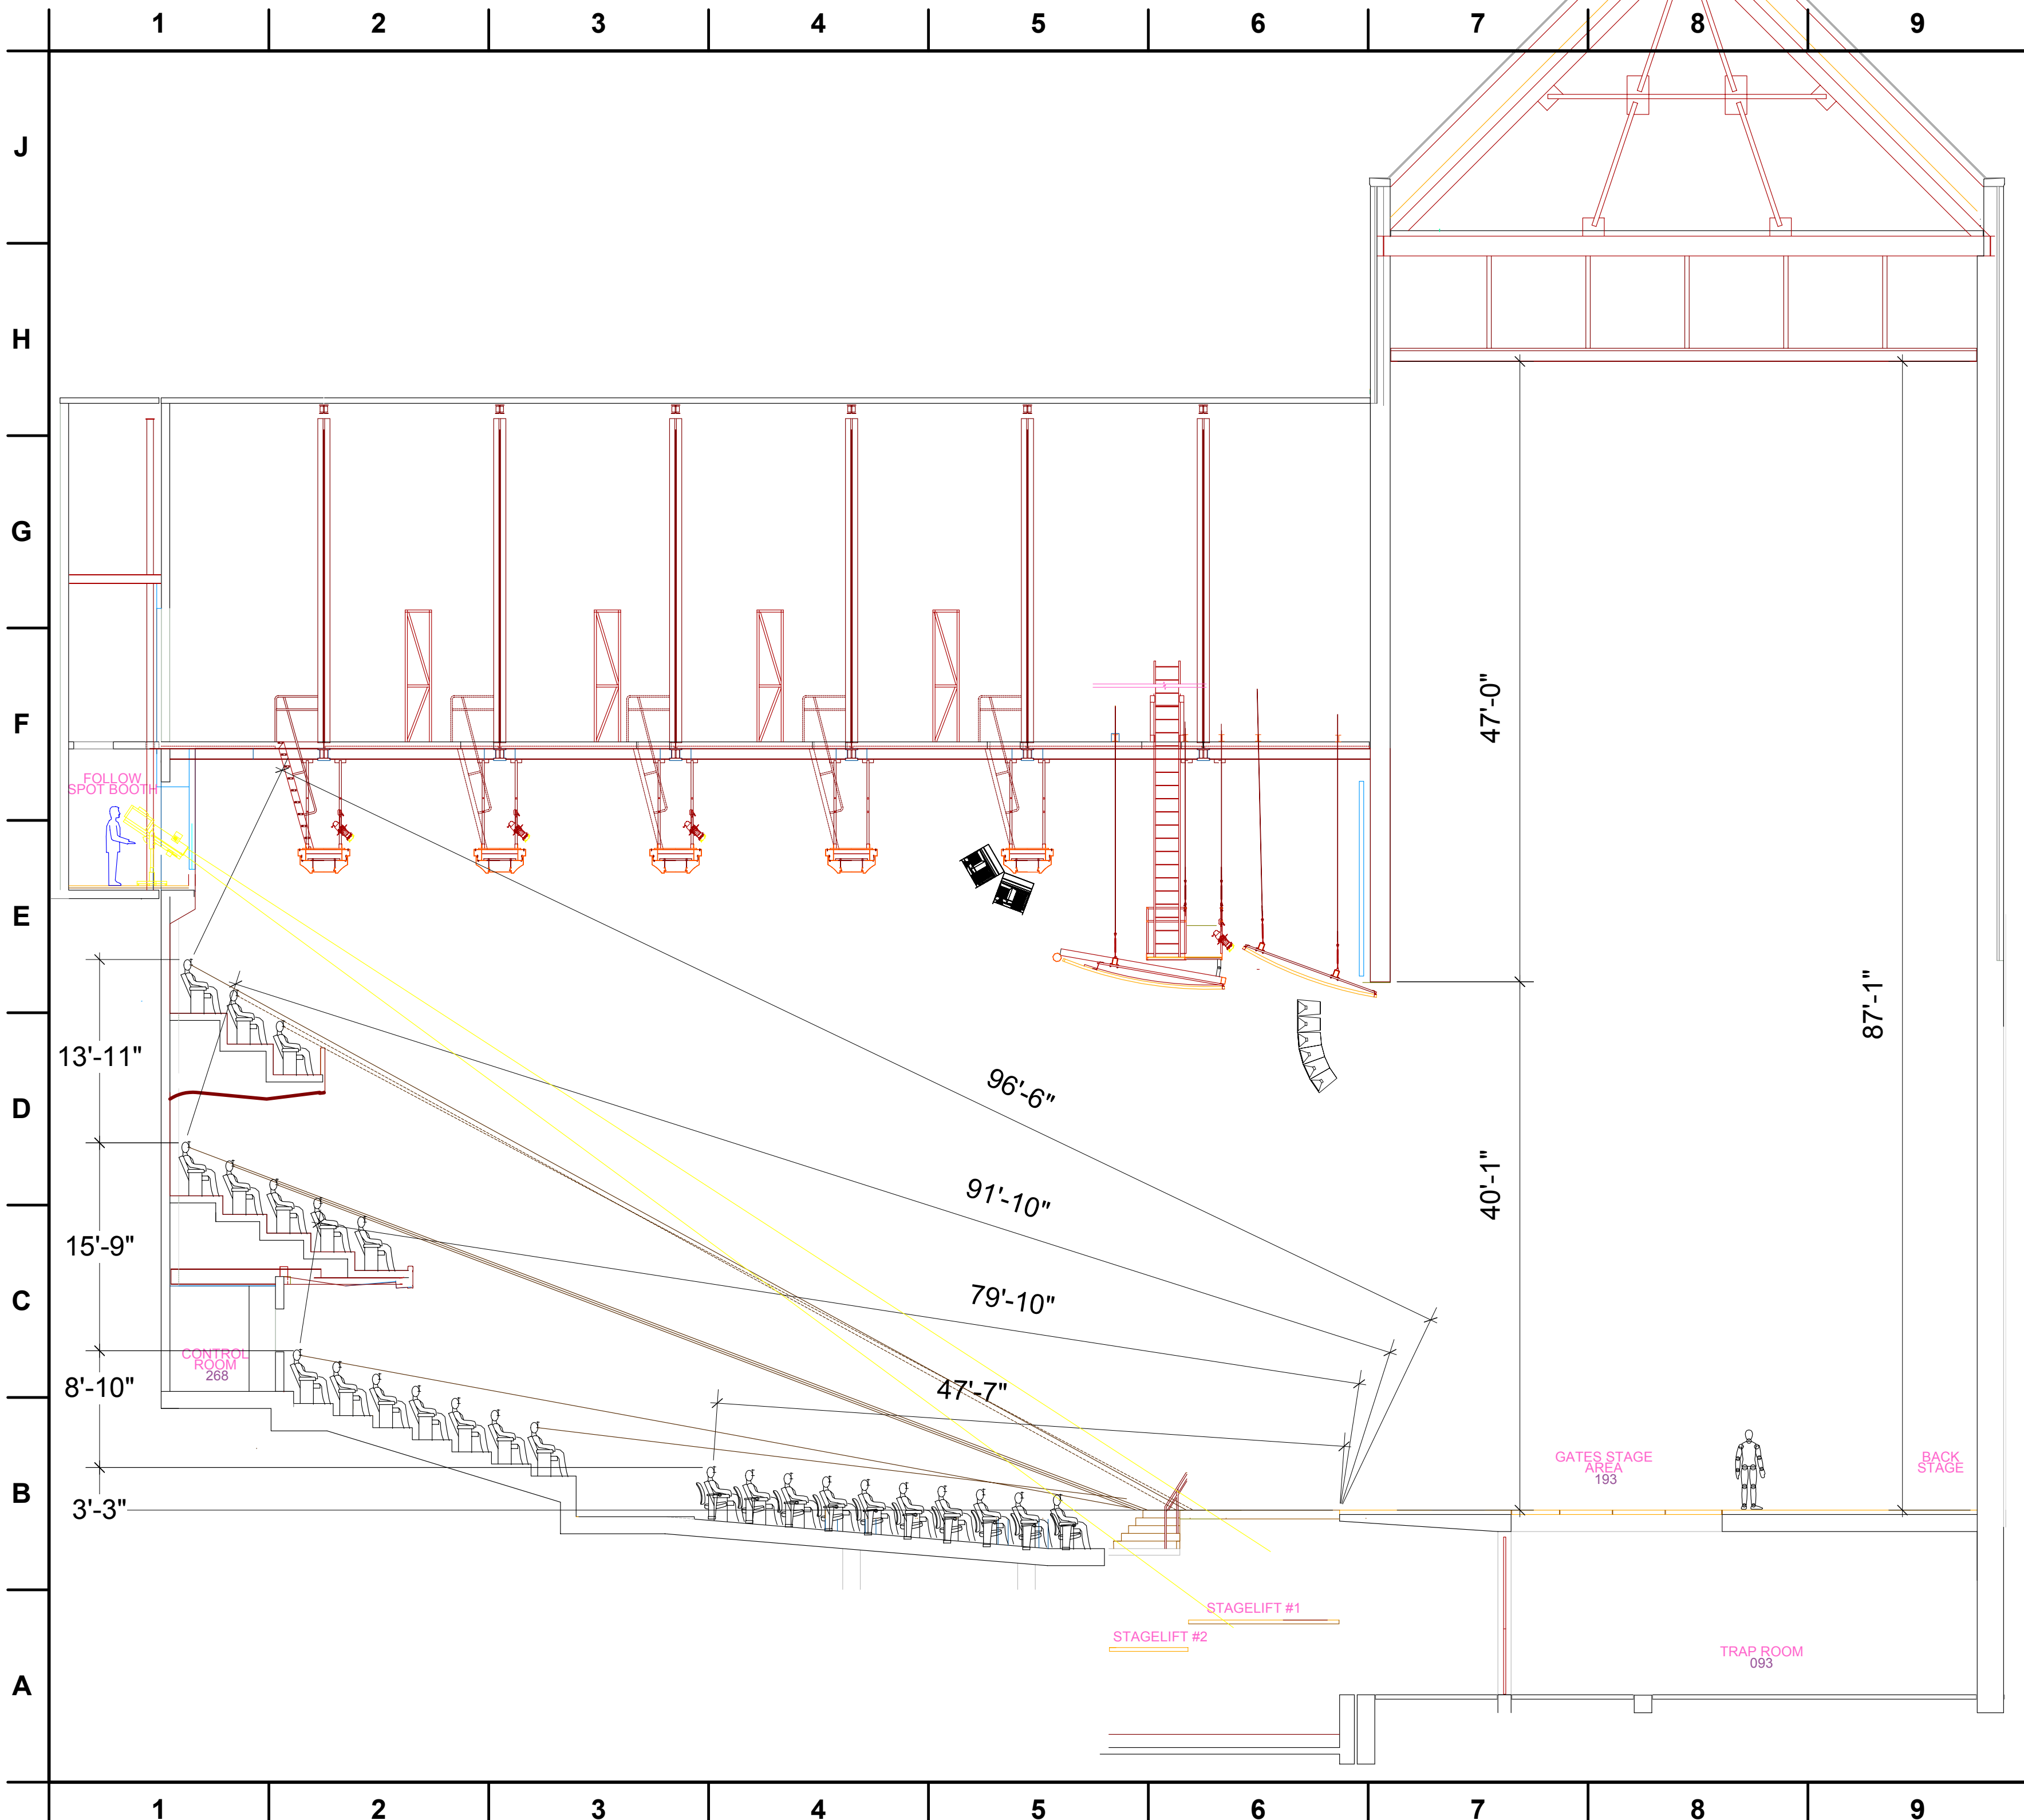 1 2 3 4 5 6 7 8 9
J
H
G
F
47'-0"
FOLLOW
SPOT BOOTH
E
87'-1"
13'-11"
96'-6"
D
91'-10"
40'-1"
15'-9"
79'-10"
C
CONTROL
ROOM
268
8'-10"
47'-7"
GATES STAGE
AREA
193
BACK
STAGE
B
3'-3"
STAGELIFT #1
STAGELIFT #2
TRAP ROOM
093
A
1 2 3 4 5 6 7 8 9